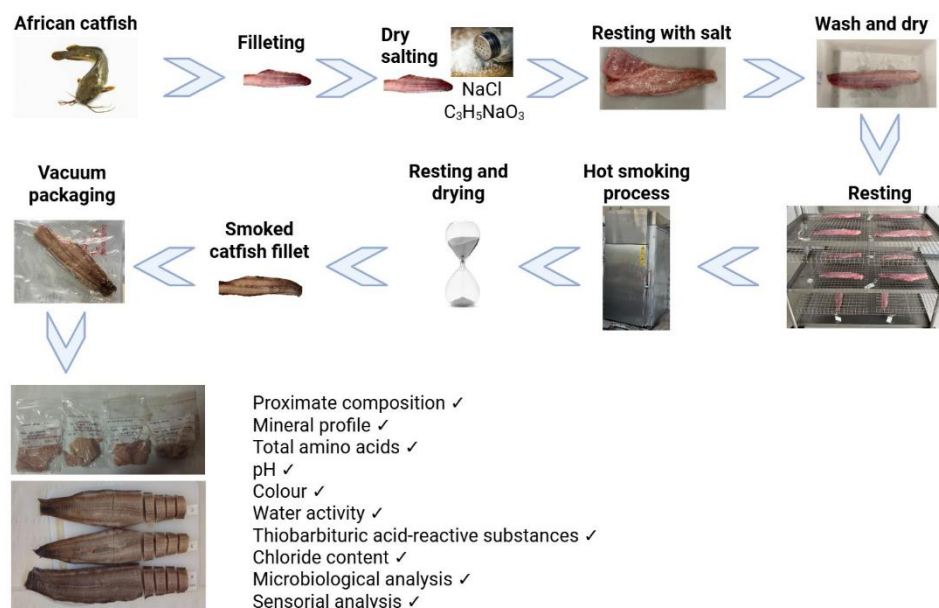 African catfish
Filleting
Dry
salting
NaCl
C₃H₅NaO₃
Resting with salt
Wash and dry
Resting
Hot smoking
process
Resting and
drying
Smoked
catfish fillet
Vacuum
packaging
Proximate composition ✓
Mineral profile ✓
Total amino acids ✓
pH ✓
Colour ✓
Water activity ✓
Thiobarbituric acid-reactive substances ✓
Chloride content ✓
Microbiological analysis ✓
Sensorial analysis ✓